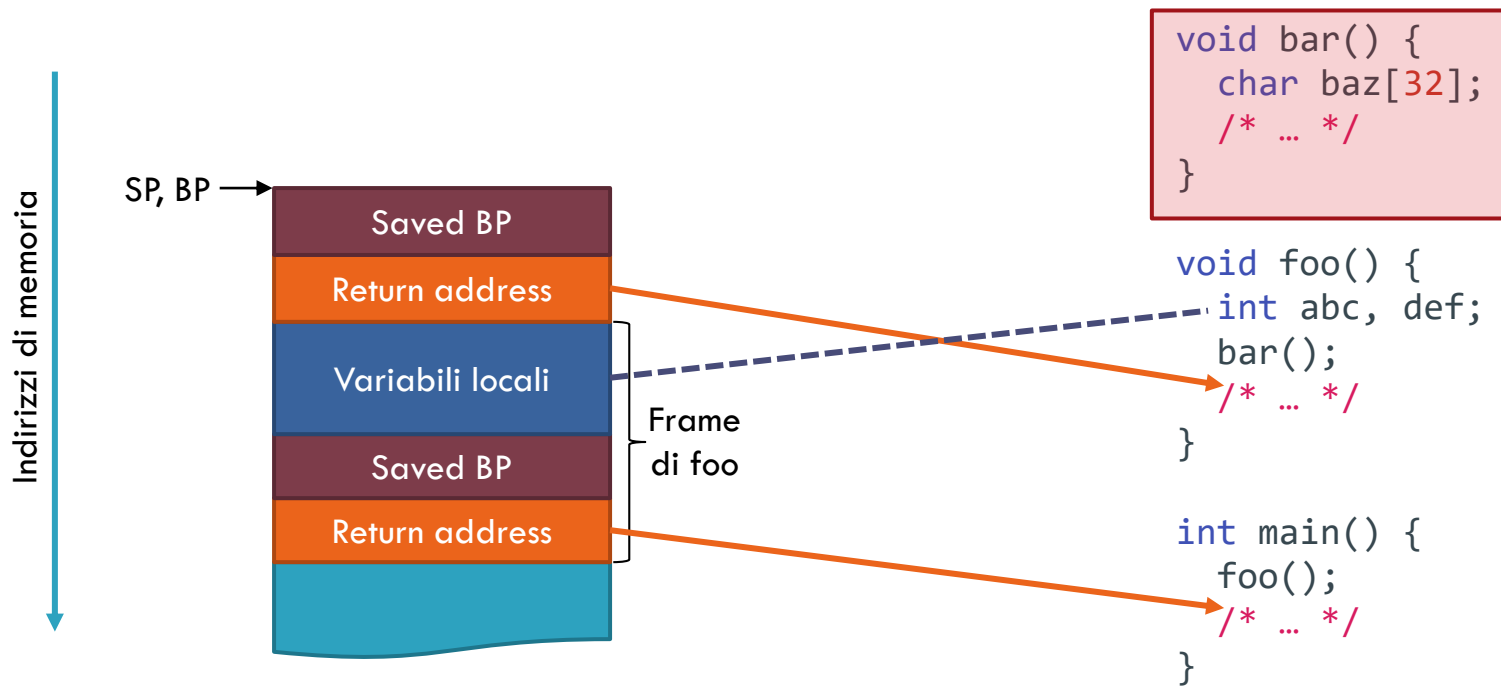 Indirizzi di memoria
SP, BP
Saved BP
Return address
Variabili locali
Saved BP
Return address
Frame
di foo
void bar() {
  char baz[32];
  /* … */
}
void foo() {
  int abc, def;
  bar();
  /* … */
}
int main() {
  foo();
  /* … */
}